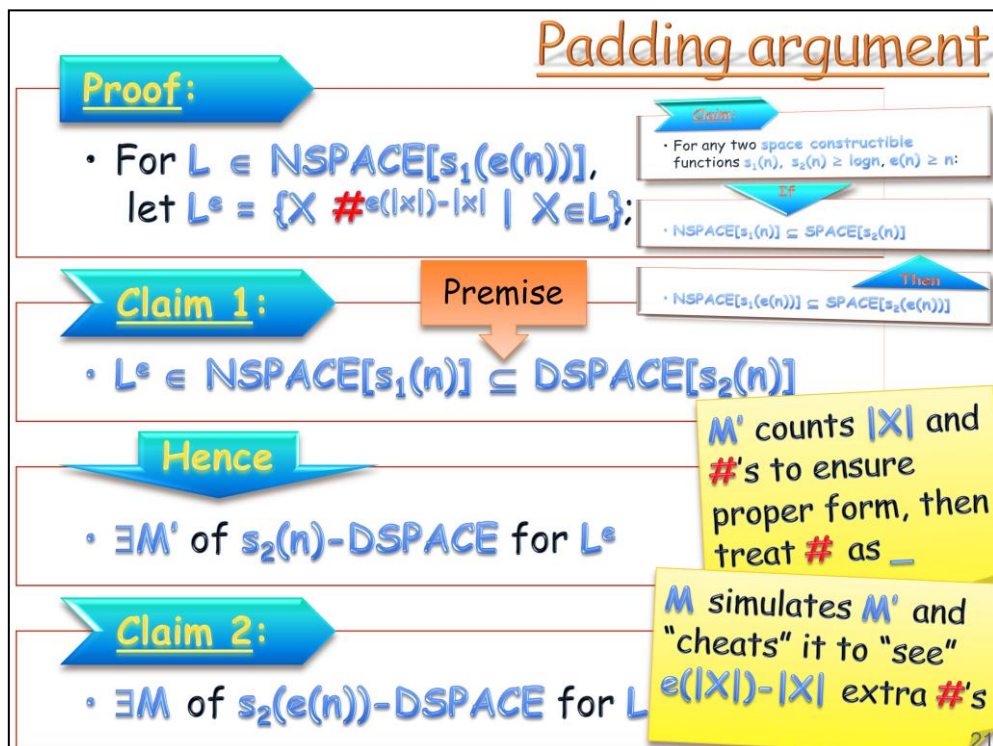 Padding argument
Proof:
• For L ∈ NSPACE[s₁(e(n))],
let Lᵉ = {X #^{e(|x|)-|x|} | X∈L};
Claim:
• For any two space constructible
functions s₁(n), s₂(n) ≥ logn, e(n) ≥ n:
If
• NSPACE[s₁(n)] ⊆ SPACE[s₂(n)]
Then
• NSPACE[s₁(e(n))] ⊆ SPACE[s₂(e(n))]
Claim 1:
Premise
• Lᵉ ∈ NSPACE[s₁(n)] ⊆ DSPACE[s₂(n)]
M' counts |X| and
#'s to ensure
proper form, then
treat # as _
Hence
• ∃M' of s₂(n)-DSPACE for Lᵉ
Claim 2:
• ∃M of s₂(e(n))-DSPACE for L
M simulates M' and
“cheats” it to “see”
e(|X|)-|X| extra #'s
21